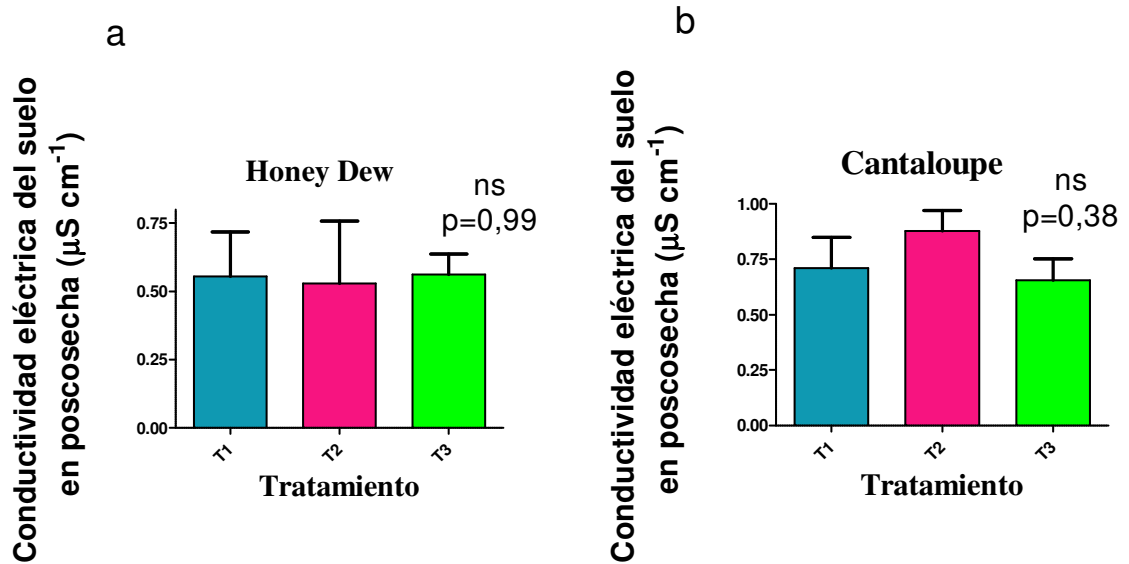 a
Conductividad eléctrica del suelo
en poscosecha (µS cm⁻¹)
Honey Dew
ns
p=0,99
0.75
0.50
0.25
0.00
T1
T2
T3
Tratamiento
b
Conductividad eléctrica del suelo
en poscosecha (µS cm⁻¹)
Cantaloupe
ns
p=0,38
1.00
0.75
0.50
0.25
0.00
T1
T2
T3
Tratamiento